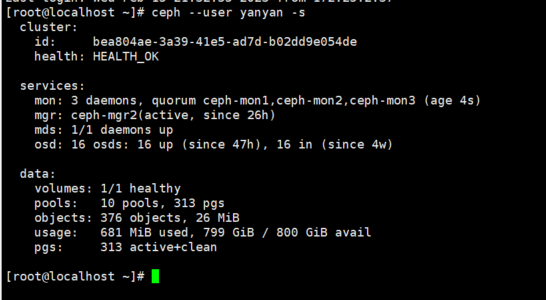 [root@localhost ~]# ceph --user yanyan -s
  cluster:
    id:     bea804ae-3a39-41e5-ad7d-b02dd9e054de
    health: HEALTH_OK

  services:
    mon: 3 daemons, quorum ceph-mon1,ceph-mon2,ceph-mon3 (age 4s)
    mgr: ceph-mgr2(active, since 26h)
    mds: 1/1 daemons up
    osd: 16 osds: 16 up (since 47h), 16 in (since 4w)

  data:
    volumes: 1/1 healthy
    pools:   10 pools, 313 pgs
    objects: 376 objects, 26 MiB
    usage:   681 MiB used, 799 GiB / 800 GiB avail
    pgs:     313 active+clean

[root@localhost ~]#